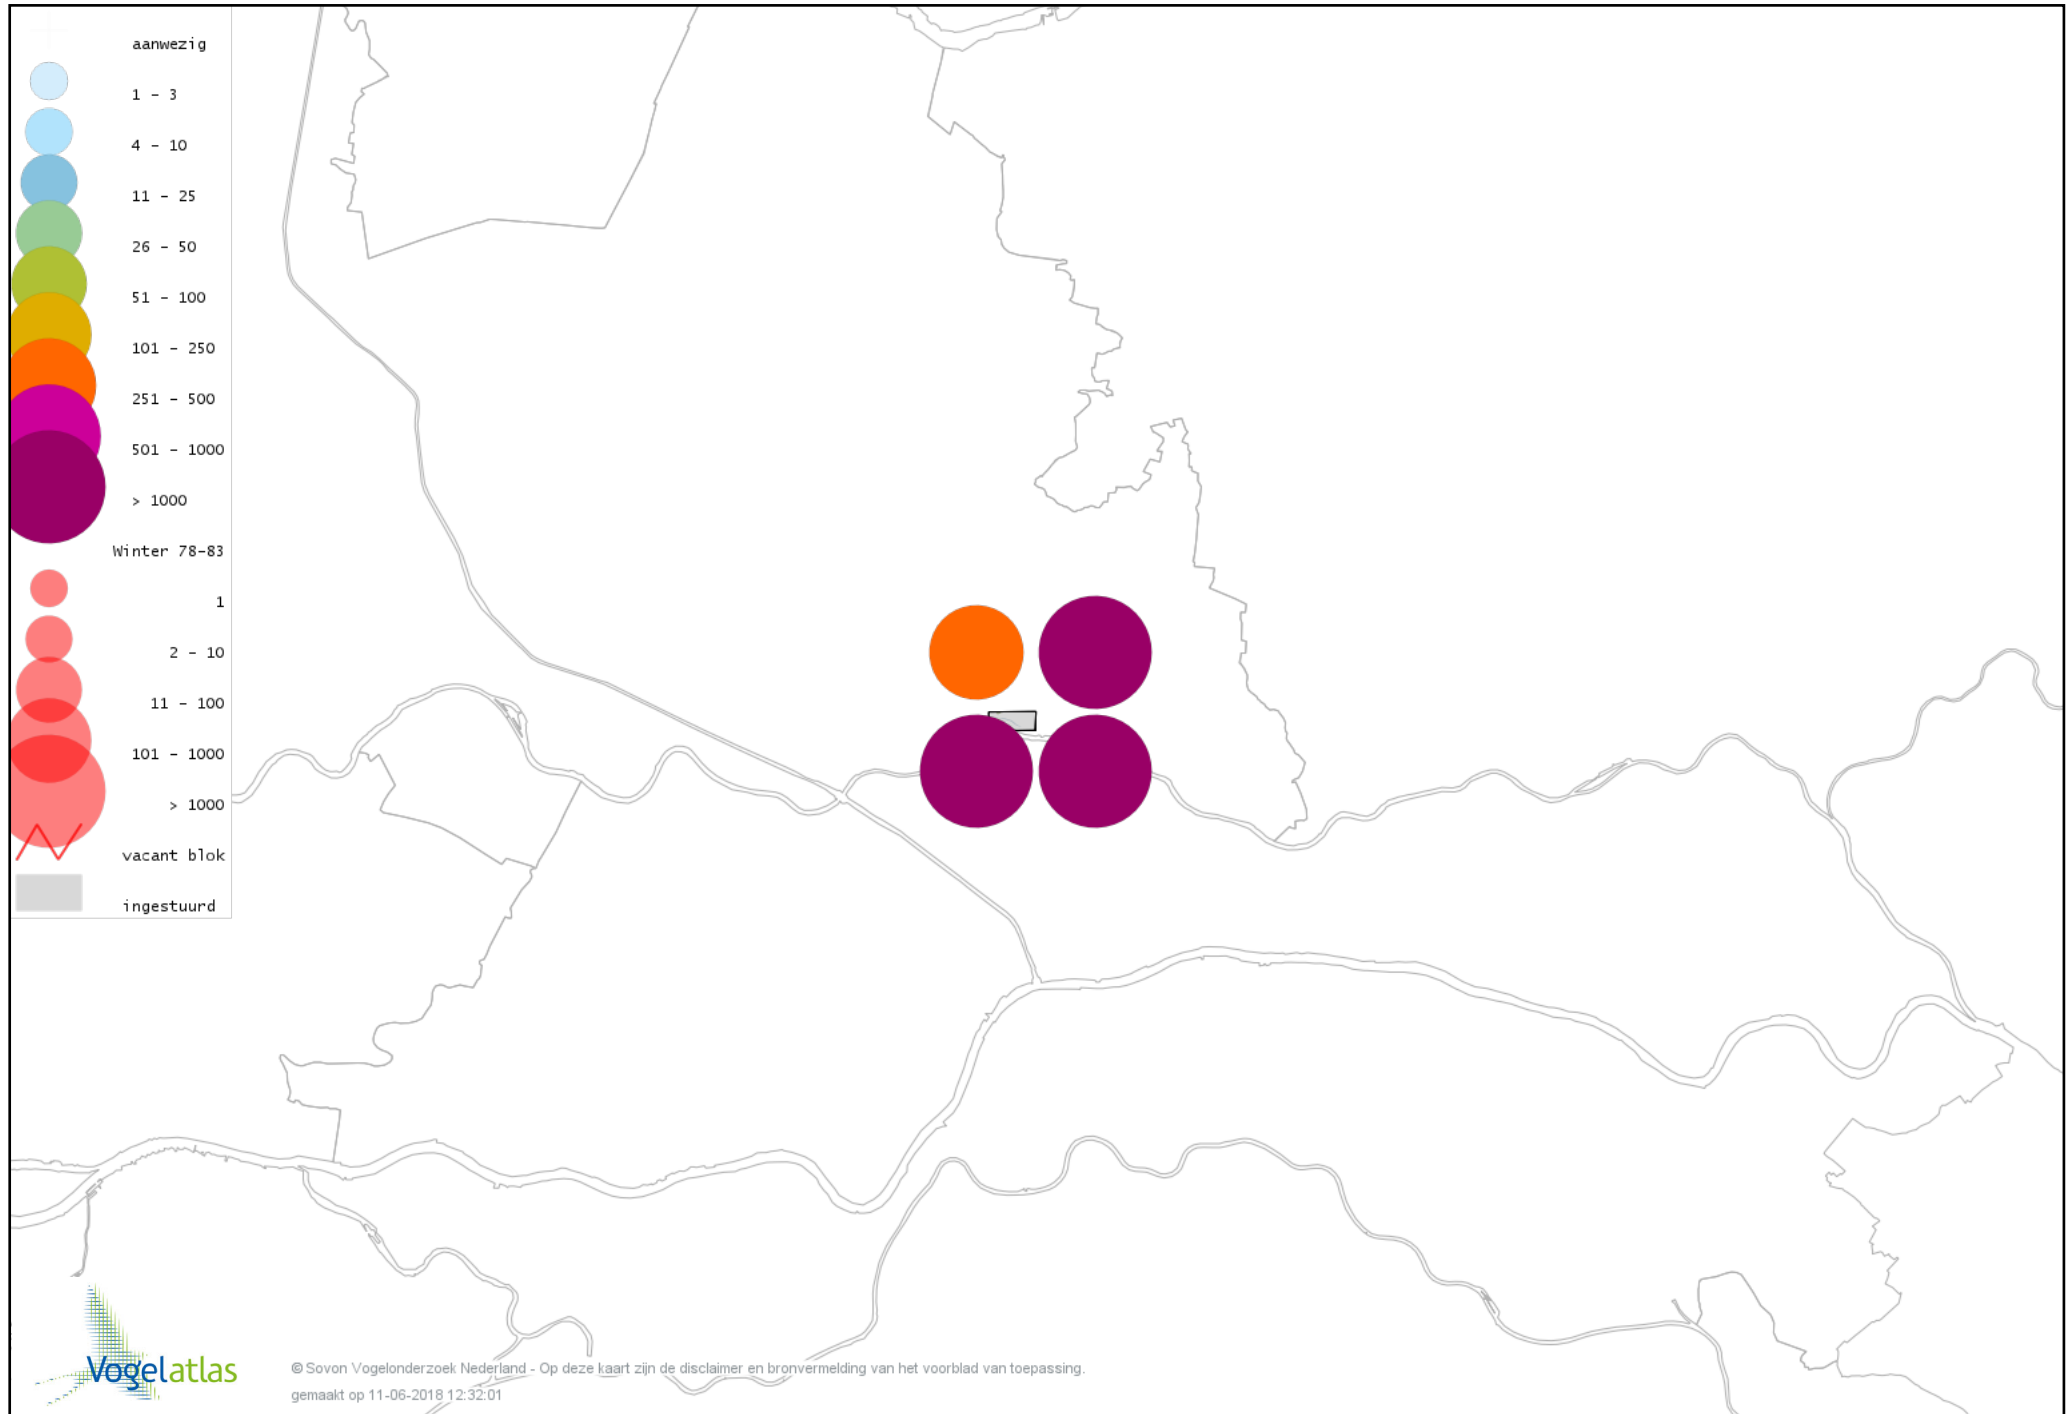 aanwezig
1 - 3
4 - 10
11 - 25
26 - 50
51 - 100
101 - 250
251 - 500
501 - 1000
> 1000
Winter 78-83
1
2 - 10
11 - 100
101 - 1000
> 1000
vacant blok
ingestuurd
Vogelatlas
© Sovon Vogelonderzoek Nederland - Op deze kaart zijn de disclaimer en bronvermelding van het voorblad van toepassing.
gemaakt op 11-06-2018 12:32:01